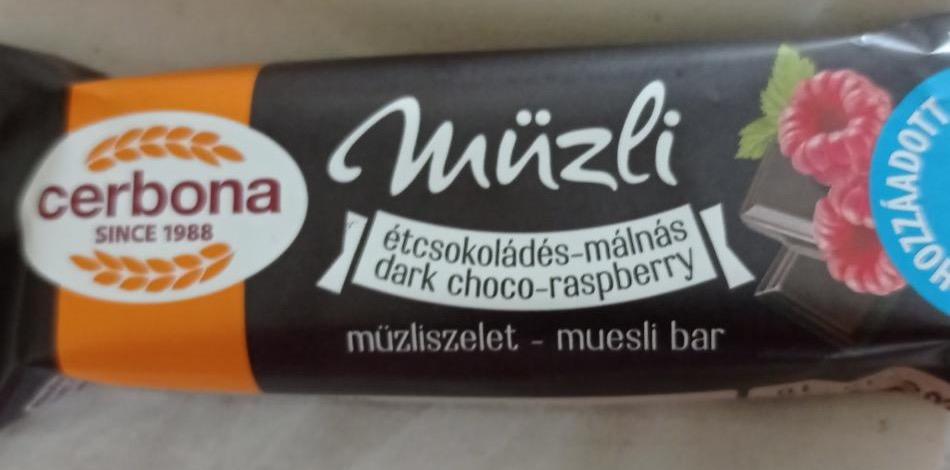 cerbona
SINCE 1988
müzli
étcsokoládés-málnás
dark choco-raspberry
müzliszelet - muesli bar
HOZZÁADOTT